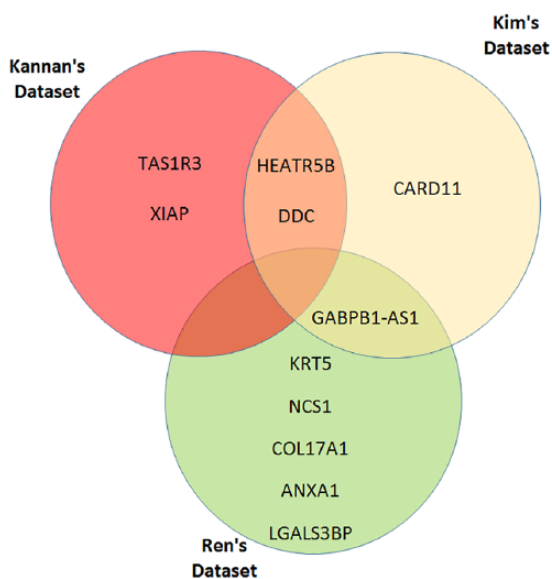 Kim's
Dataset
Kannan's
Dataset
TAS1R3
XIAP
HEATR5B
DDC
CARD11
GABPB1-AS1
KRT5
NCS1
COL17A1
ANXA1
LGALS3BP
Ren's
Dataset